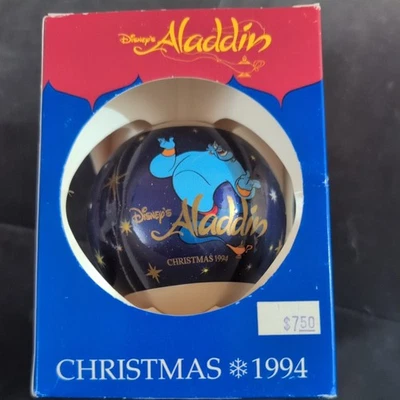 Disney's Aladdin
Disney's Aladdin
CHRISTMAS 1994
$7.50
CHRISTMAS ❄ 1994